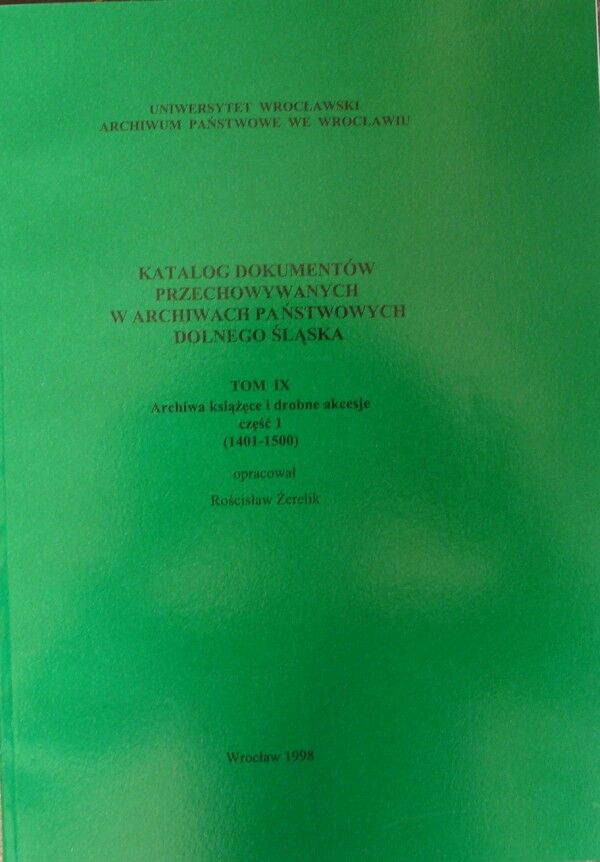 UNIWERSYTET WROCŁAWSKI
ARCHIWUM PAŃSTWOWE WE WROCŁAWIU
KATALOG DOKUMENTÓW
PRZECHOWYWANYCH
W ARCHIWACH PAŃSTWOWYCH
DOLNEGO ŚLĄSKA
TOM IX
Archiwa książęce i drobne akcesje
część 1
(1401-1500)
opracował
Rościsław Żerelik
Wrocław 1998